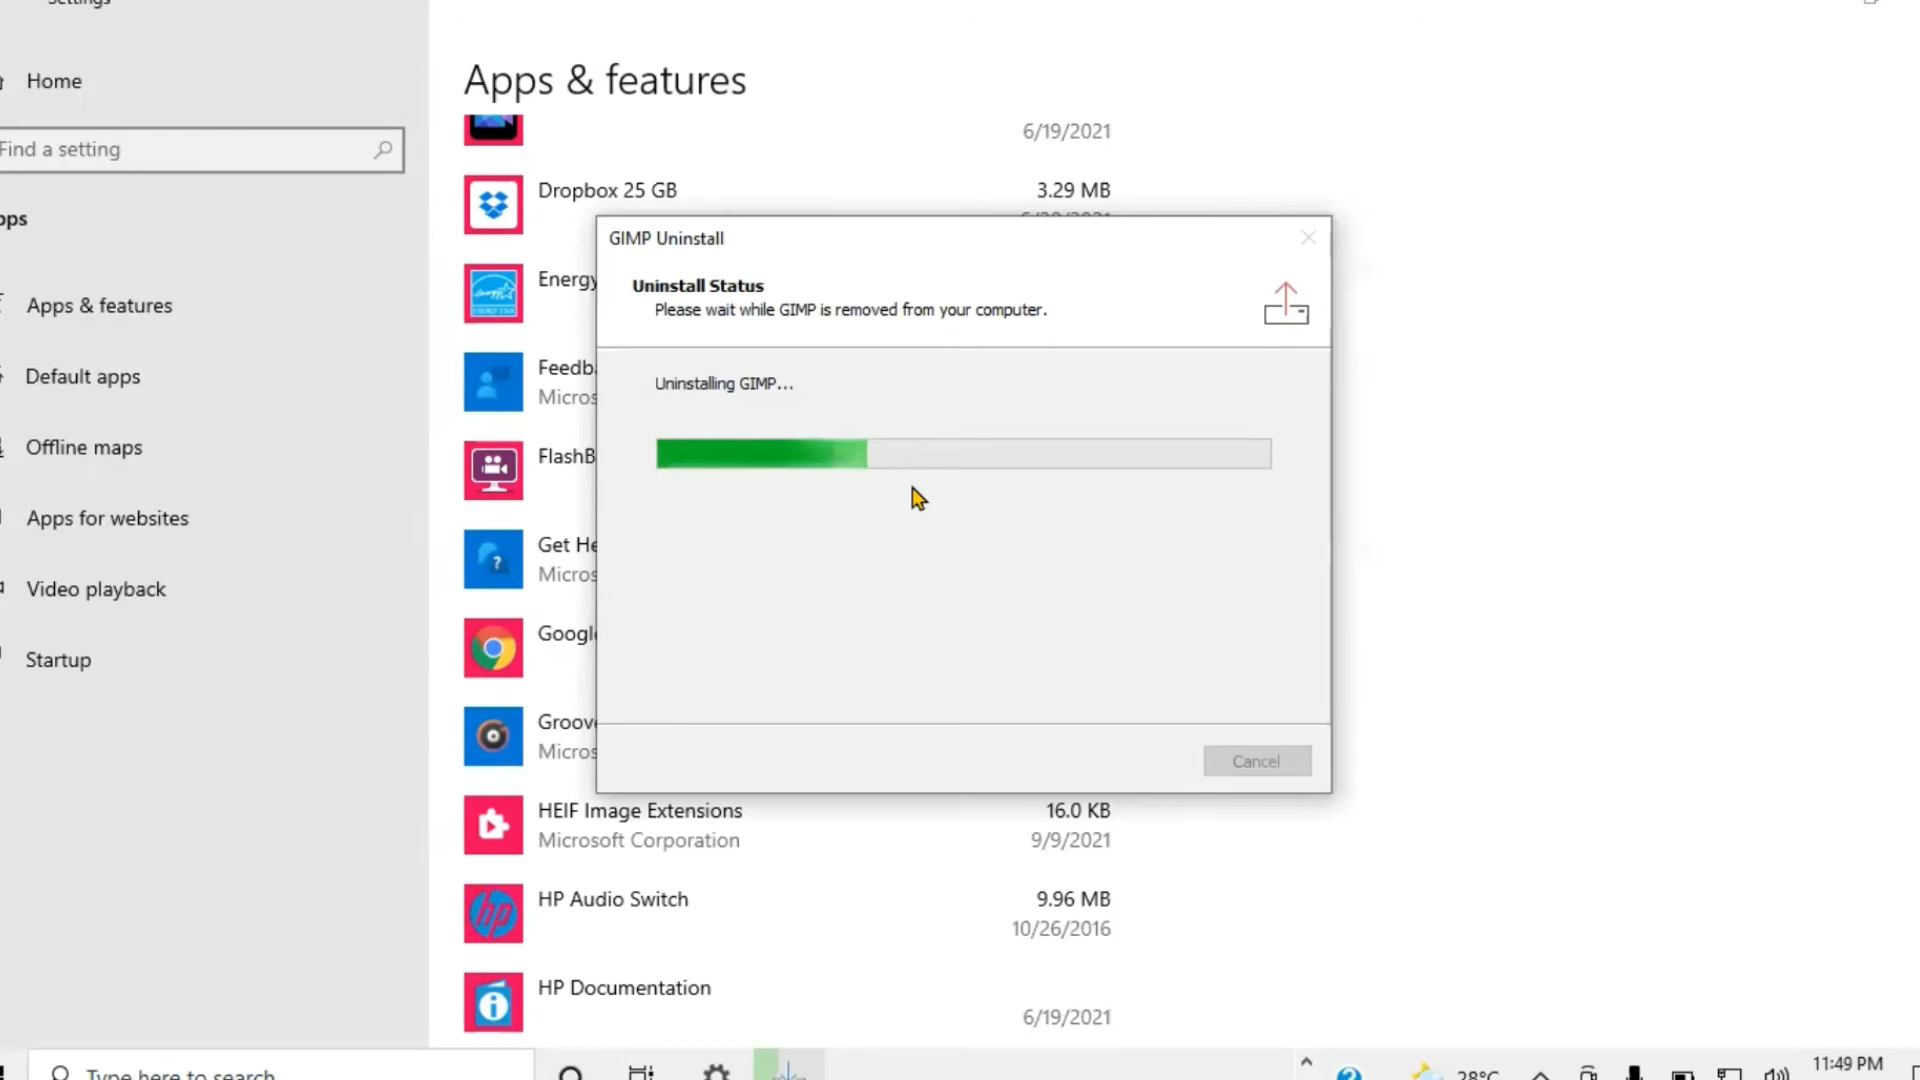 Settings
Home
Find a setting
Apps & features
Default apps
Offline maps
Apps for websites
Video playback
Startup
Apps & features
6/19/2021
Dropbox 25 GB
3.29 MB
Energy
Feedb
Micros
FlashB
Get He
Micros
Googl
Groov
Micros
HEIF Image Extensions
16.0 KB
Microsoft Corporation
9/9/2021
HP Audio Switch
9.96 MB
10/26/2016
HP Documentation
6/19/2021
GIMP Uninstall
Uninstall Status
Please wait while GIMP is removed from your computer.
Uninstalling GIMP...
Cancel
Type here to search
28°C
11:49 PM